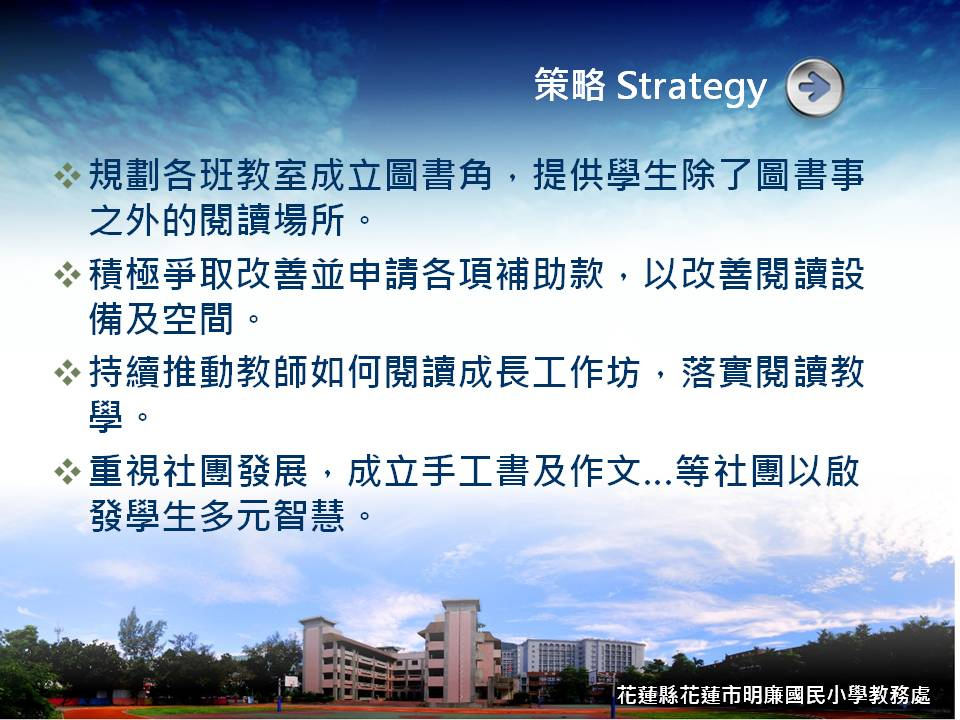 策略 Strategy
規劃各班教室成立圖書角，提供學生除了圖書事
之外的閱讀場所。
積極爭取改善並申請各項補助款，以改善閱讀設
備及空間。
持續推動教師如何閱讀成長工作坊，落實閱讀教
學。
重視社團發展，成立手工書及作文…等社團以啟
發學生多元智慧。
花蓮縣花蓮市明廉國民小學教務處